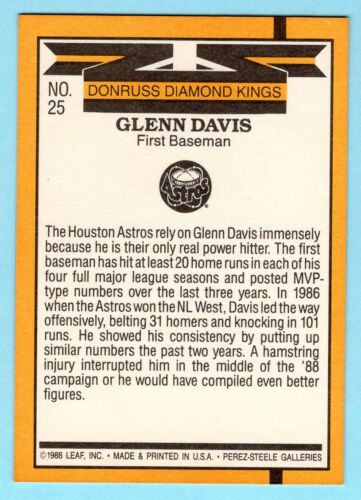 NO.
25
DONRUSS DIAMOND KINGS
GLENN DAVIS
First Baseman
Astros
The Houston Astros rely on Glenn Davis immensely
because he is their only real power hitter. The first
baseman has hit at least 20 home runs in each of his
four full major league seasons and posted MVP-
type numbers over the last three years. In 1986
when the Astros won the NL West, Davis led the way
offensively, belting 31 homers and knocking in 101
runs. He showed his consistency by putting up
similar numbers the past two years. A hamstring
injury interrupted him in the middle of the '88
campaign or he would have compiled even better
figures.
©1988 LEAF, INC. • MADE & PRINTED IN U.S.A. • PEREZ-STEELE GALLERIES